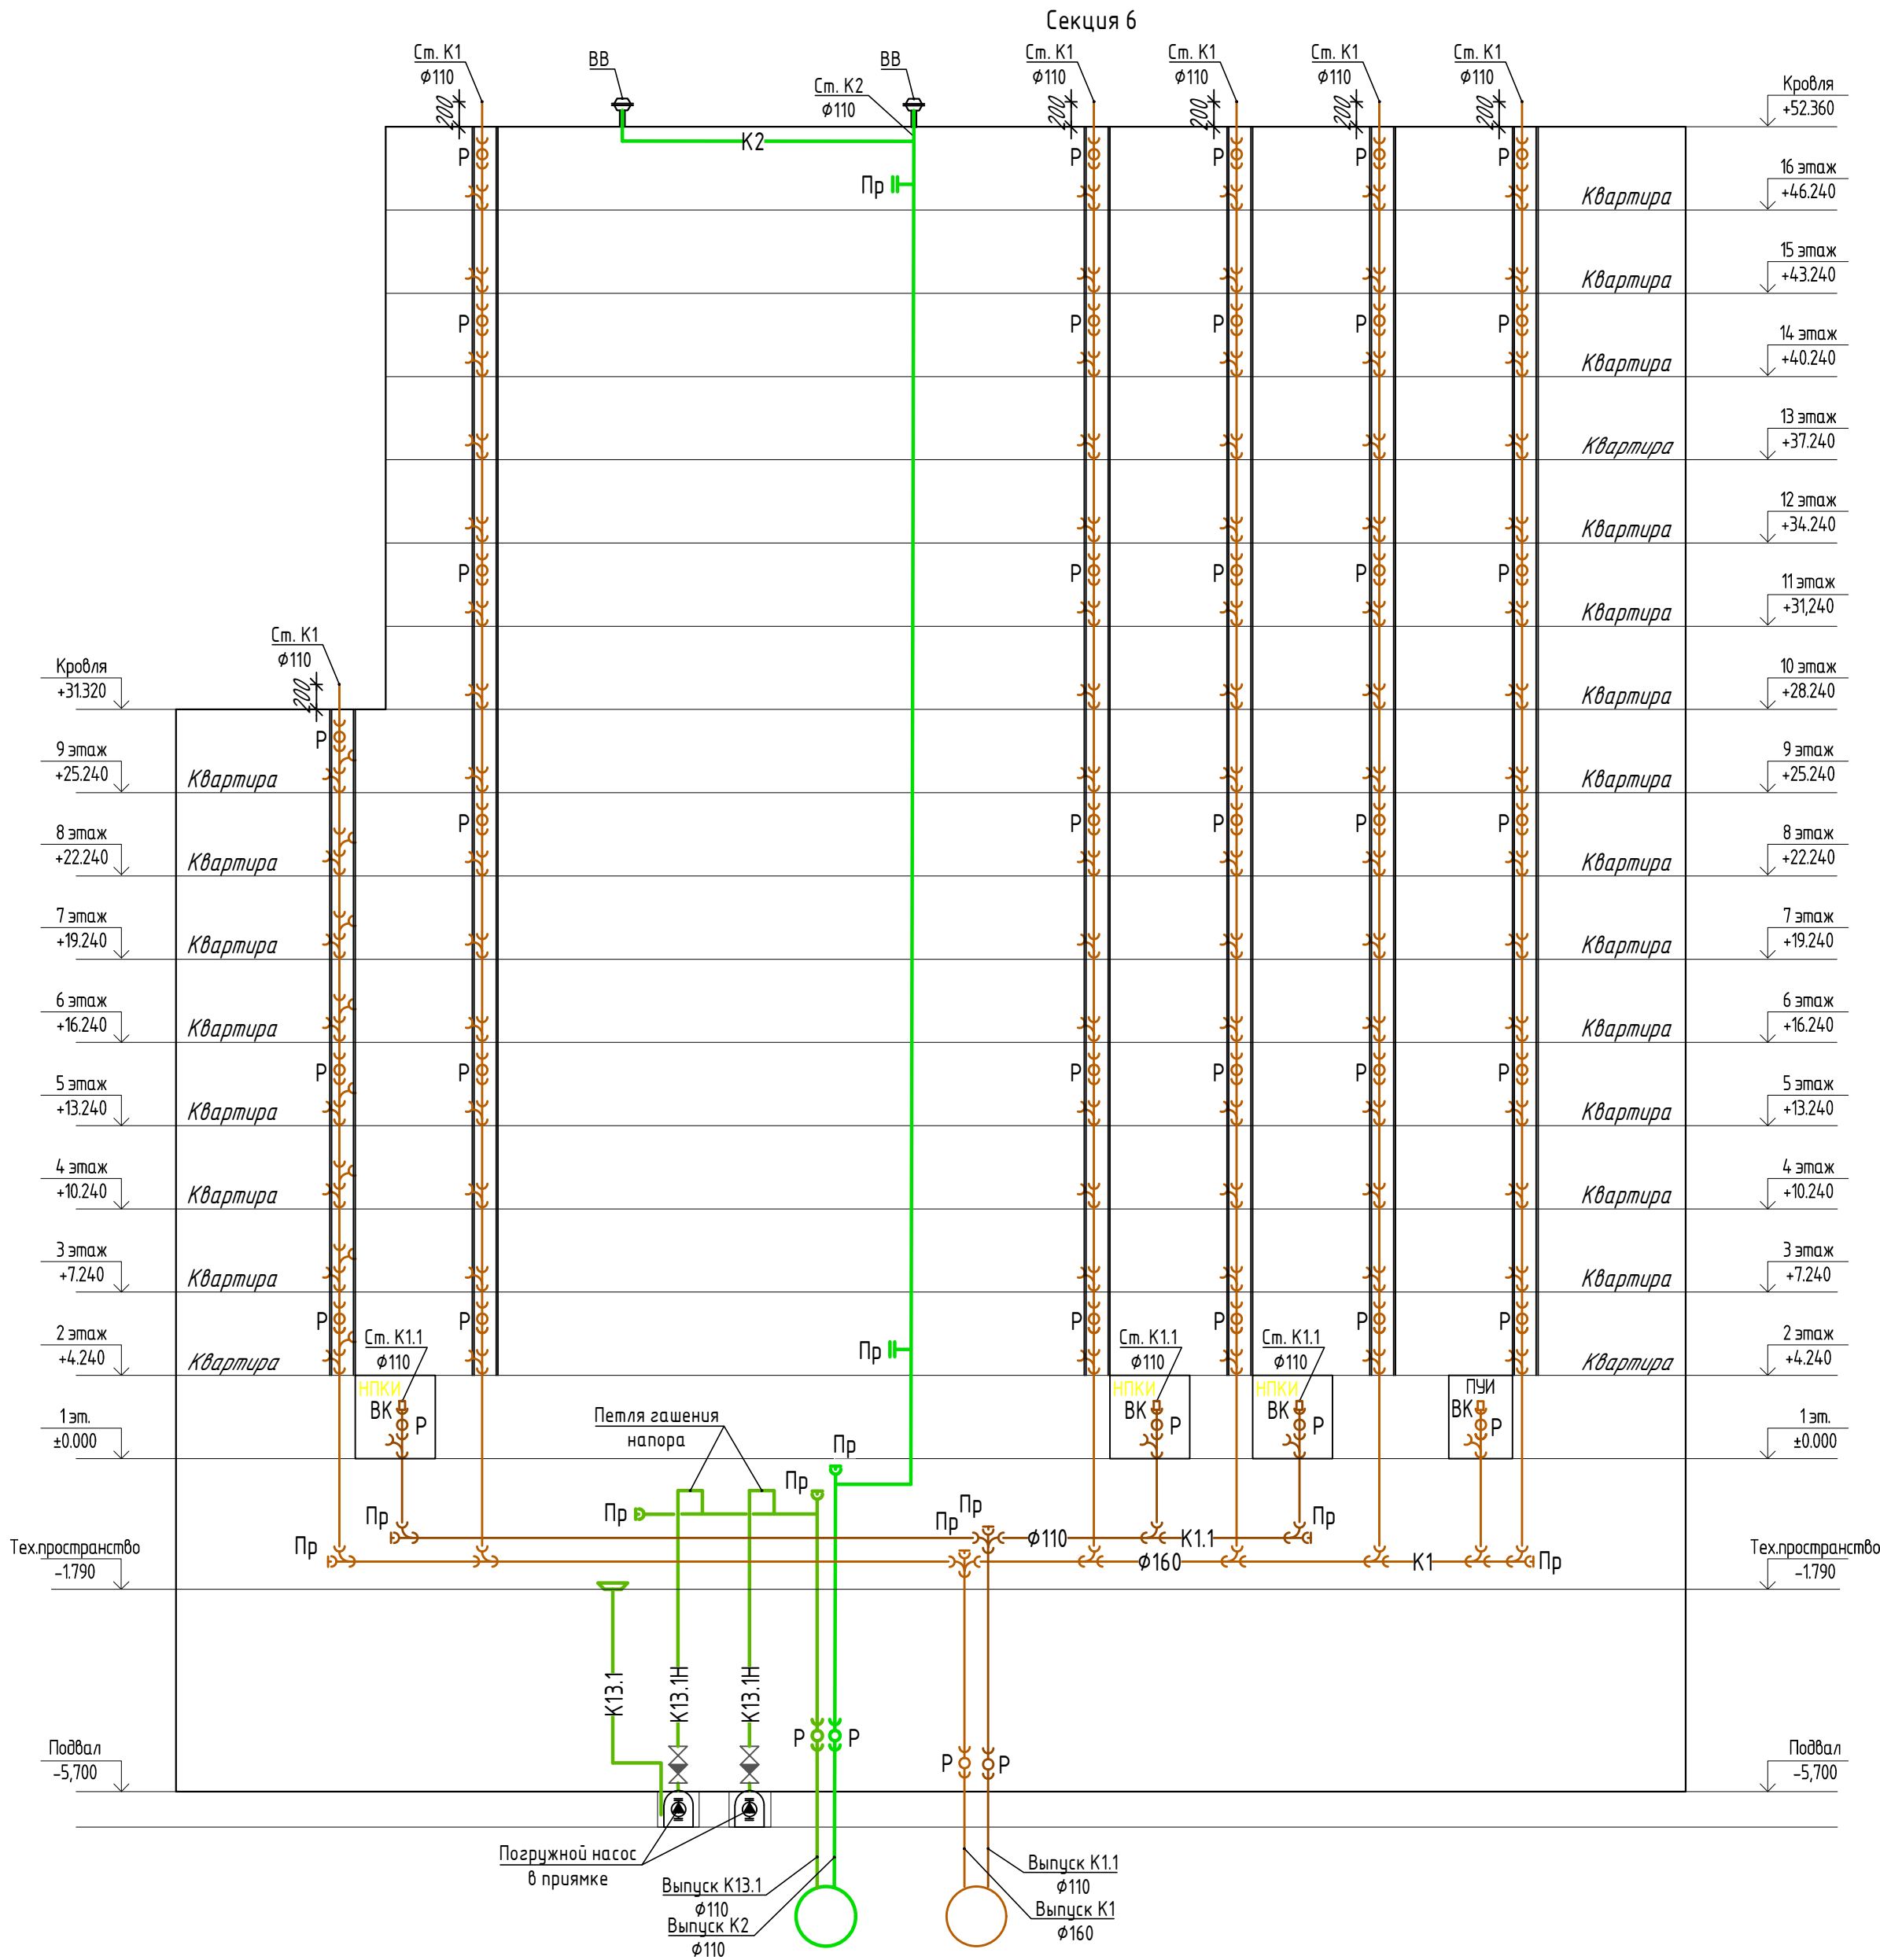 Секция 6
Ст. К1
ф110
ВВ
ВВ
Ст. К2
ф110
Ст. К1
ф110
Ст. К1
ф110
Ст. К1
ф110
Ст. К1
ф110
Кровля
+52.360
200
200
200
200
200
К2
Р
Р
Р
Р
Р
Пр
16 этаж
+46.240
Квартира
15 этаж
+43.240
Квартира
Р
Р
Р
Р
Р
14 этаж
+40.240
Квартира
13 этаж
+37.240
Квартира
12 этаж
+34.240
Квартира
Р
Р
Р
Р
Р
11 этаж
+31,240
Квартира
Ст. К1
ф110
200
Кровля
+31.320
10 этаж
+28.240
Квартира
Р
9 этаж
+25.240
Квартира
Квартира
9 этаж
+25.240
Р
Р
Р
Р
Р
8 этаж
+22.240
Квартира
Квартира
8 этаж
+22.240
7 этаж
+19.240
Квартира
Квартира
7 этаж
+19.240
6 этаж
+16.240
Квартира
Квартира
6 этаж
+16.240
Р
Р
Р
Р
Р
Р
5 этаж
+13.240
Квартира
Квартира
5 этаж
+13.240
4 этаж
+10.240
Квартира
Квартира
4 этаж
+10.240
3 этаж
+7.240
Квартира
Квартира
3 этаж
+7.240
Р
Р
Р
Р
Р
Р
2 этаж
+4.240
Квартира
Ст. К1.1
ф110
Пр
Ст. К1.1
ф110
Ст. К1.1
ф110
Квартира
2 этаж
+4.240
НПКИ
ВК
Р
НПКИ
ВК
Р
НПКИ
ВК
Р
ПУИ
ВК
Р
1 эт.
±0.000
1 эт.
±0.000
Петля гашения
напора
Пр
Пр
Пр
Пр
Пр
Пр
Пр
ф110
К1.1
Пр
ф160
К1
Пр
Тех.пространство
-1.790
Тех.пространство
-1.790
К13.1
К13.1Н
К13.1Н
Р
Р
Р
Р
Подвал
-5,700
Подвал
-5,700
Погружной насос
в приямке
Выпуск К13.1
ф110
Выпуск К2
ф110
Выпуск К1.1
ф110
Выпуск К1
ф160